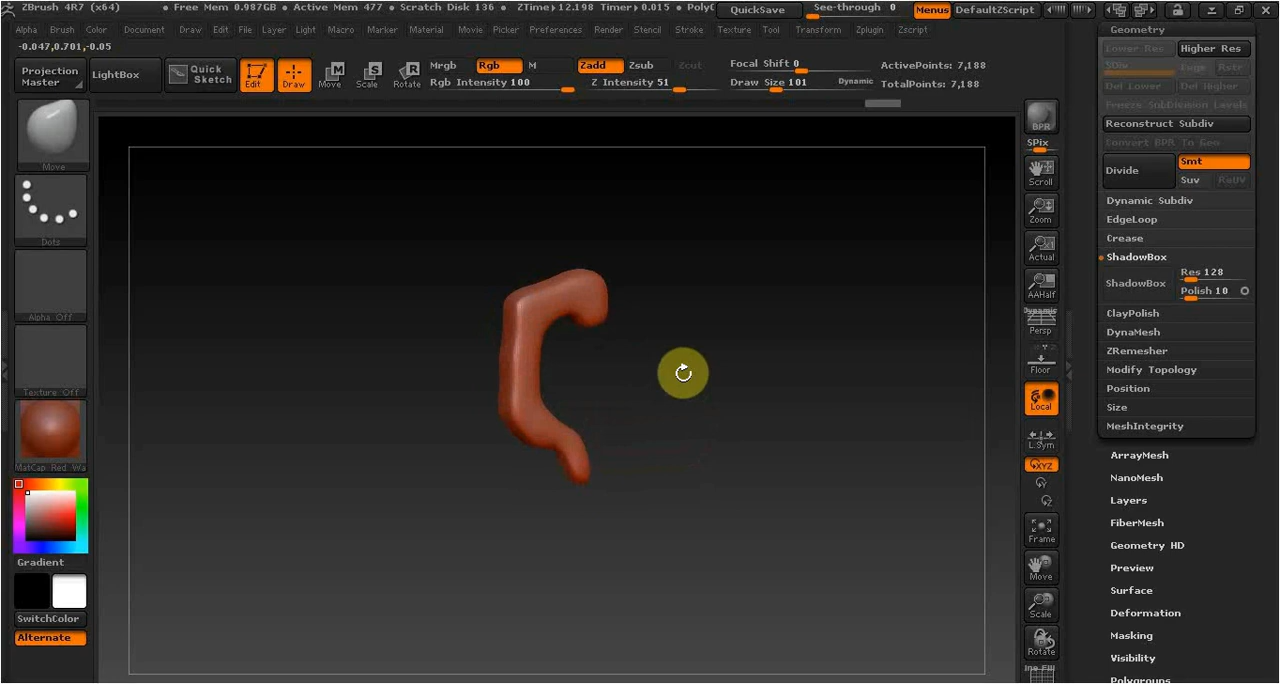 ZBrush 4R7 (x64) • Free Mem 0.987GB • Active Mem 477 • Scratch Disk 136 • ZTime▸12.198 Timer▸0.015 • PolyC QuickSave See-through 0 Menus DefaultZScript
Alpha Brush Color Document Draw Edit File Layer Light Macro Marker Material Movie Picker Preferences Render Stencil Stroke Texture Tool Transform Zplugin Zscript
-0.047,0.701,-0.05
Projection Master
LightBox
Quick Sketch
Edit
Draw
Move
Scale
Rotate
Mrgb Rgb M
Rgb Intensity 100
Zadd Zsub Zcut
Z Intensity 51
Focal Shift 0
Draw Size 101 Dynamic
ActivePoints: 7,188
TotalPoints: 7,188
Move
Dots
Alpha Off
Texture Off
MatCap Red Wa
Gradient
SwitchColor
Alternate
BPR
SPix
Scroll
Zoom
Actual
AAHalf
Dynamic
Persp
Floor
Local
L.Sym
XYZ
Y
Z
Frame
Move
Scale
Rotate
Line Fill
Geometry
Lower Res Higher Res
SDiv Cage Rstr
Del Lower Del Higher
Freeze SubDivision Levels
Reconstruct Subdiv
Convert BPR To Geo
Divide Smt
Suv ReUV
Dynamic Subdiv
EdgeLoop
Crease
ShadowBox
ShadowBox Res 128
Polish 10
ClayPolish
DynaMesh
ZRemesher
Modify Topology
Position
Size
MeshIntegrity
ArrayMesh
NanoMesh
Layers
FiberMesh
Geometry HD
Preview
Surface
Deformation
Masking
Visibility
Polygroups